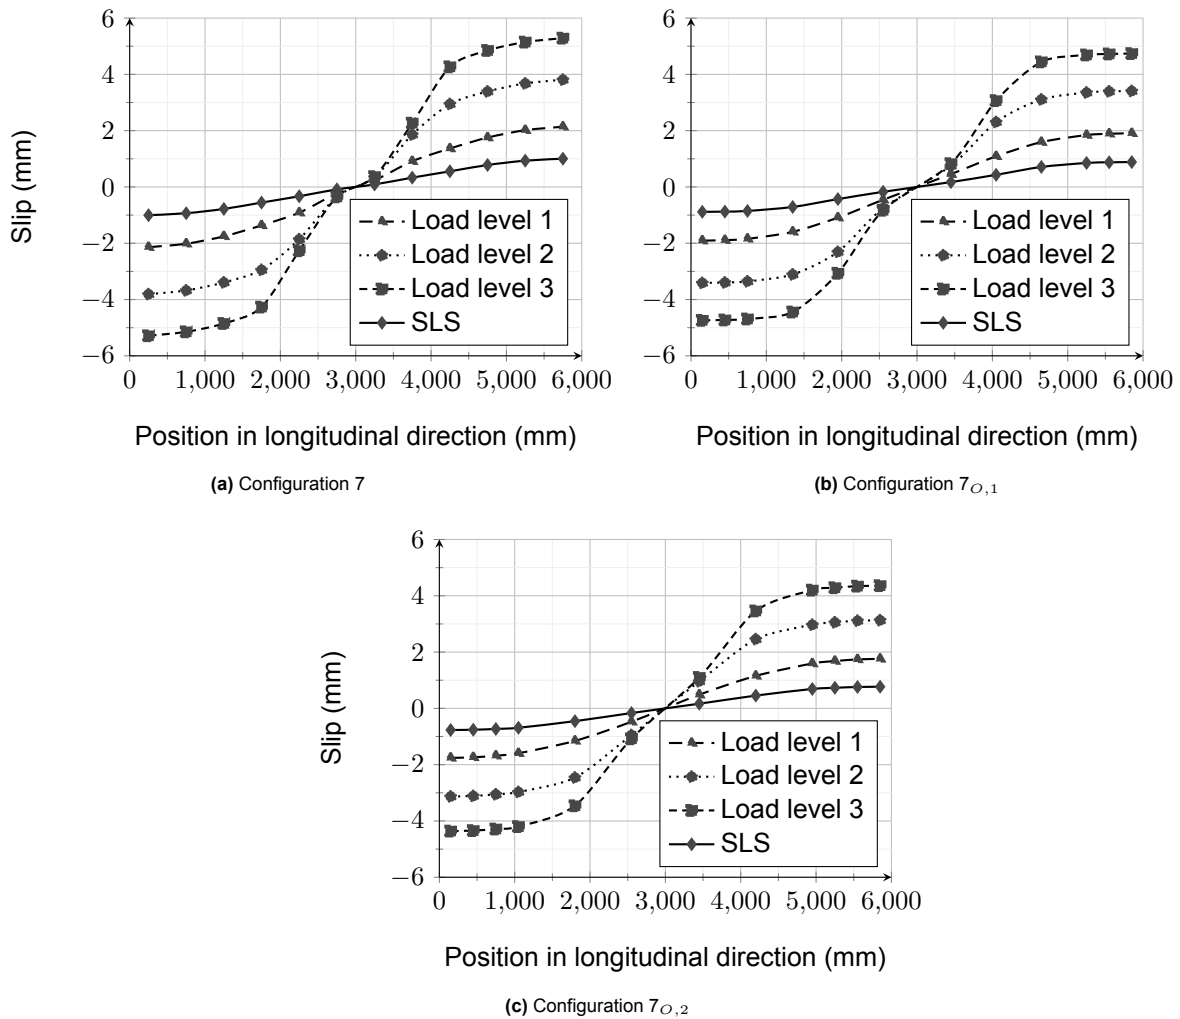 6
4
2
0
−2
−4
−6
Slip (mm)
0 1,000 2,000 3,000 4,000 5,000 6,000
Position in longitudinal direction (mm)
Load level 1
Load level 2
Load level 3
SLS
(a) Configuration 7
6
4
2
0
−2
−4
−6
0 1,000 2,000 3,000 4,000 5,000 6,000
Position in longitudinal direction (mm)
Load level 1
Load level 2
Load level 3
SLS
(b) Configuration 7O,1
6
4
2
0
−2
−4
−6
Slip (mm)
0 1,000 2,000 3,000 4,000 5,000 6,000
Position in longitudinal direction (mm)
Load level 1
Load level 2
Load level 3
SLS
(c) Configuration 7O,2